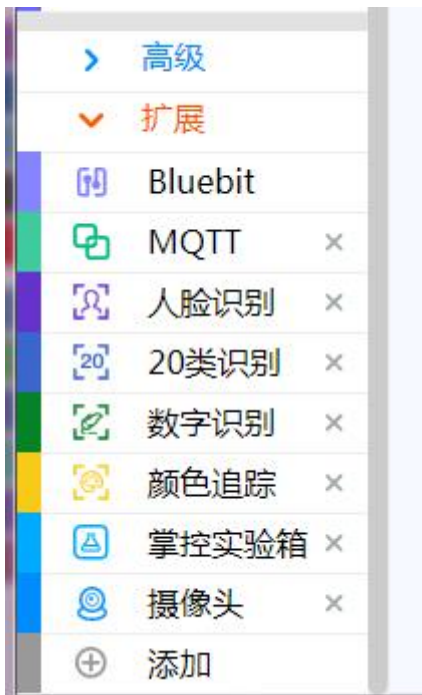 高级
扩展
Bluebit
MQTT
人脸识别
20
20类识别
数字识别
颜色追踪
掌控实验箱
摄像头
添加